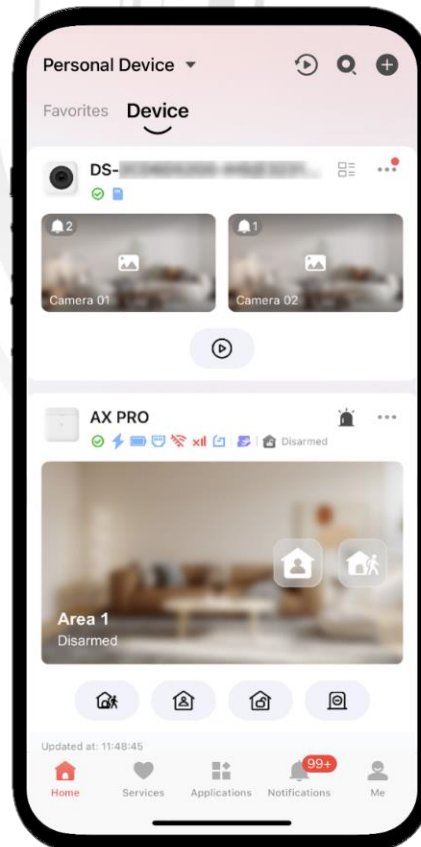 Personal Device
Favorites Device
DS-
2 1
Camera 01 Camera 02
AX PRO
Disarmed
Area 1
Disarmed
Updated at: 11:48:45
99+
Home Services Applications Notifications Me